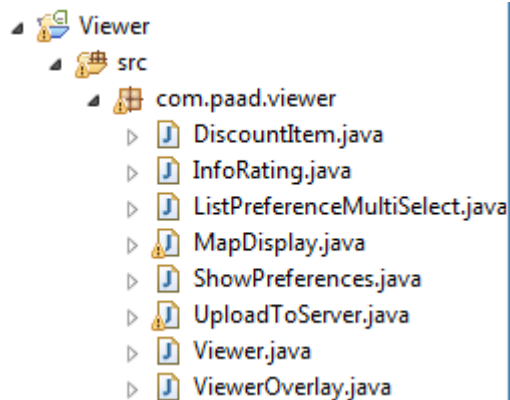 Viewer
src
com.paad.viewer
DiscountItem.java
InfoRating.java
ListPreferenceMultiSelect.java
MapDisplay.java
ShowPreferences.java
UploadToServer.java
Viewer.java
ViewerOverlay.java